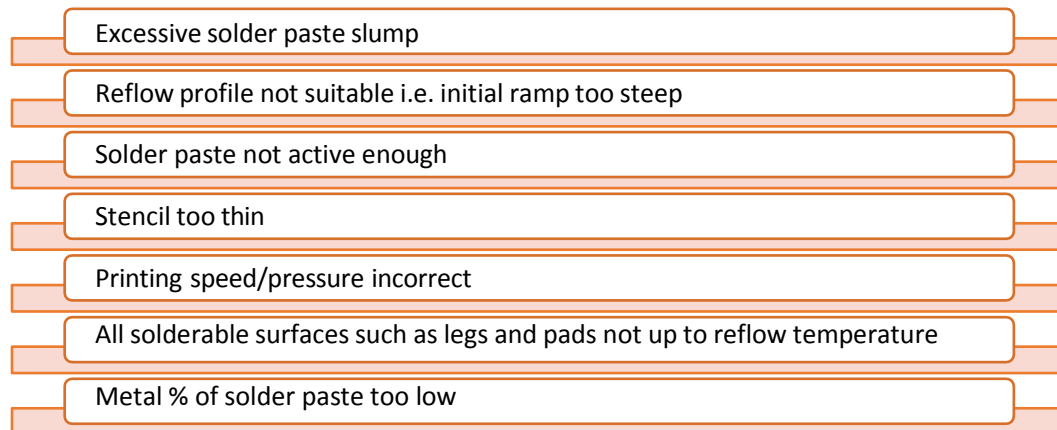 Excessive solder paste slump
Reflow profile not suitable i.e. initial ramp too steep
Solder paste not active enough
Stencil too thin
Printing speed/pressure incorrect
All solderable surfaces such as legs and pads not up to reflow temperature
Metal % of solder paste too low